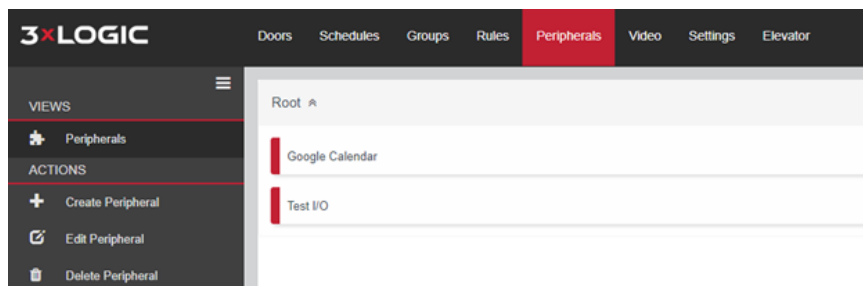 3xLOGIC
Doors Schedules Groups Rules Peripherals Video Settings Elevator
VIEWS
Peripherals
ACTIONS
Create Peripheral
Edit Peripheral
Delete Peripheral
Root
Google Calendar
Test I/O